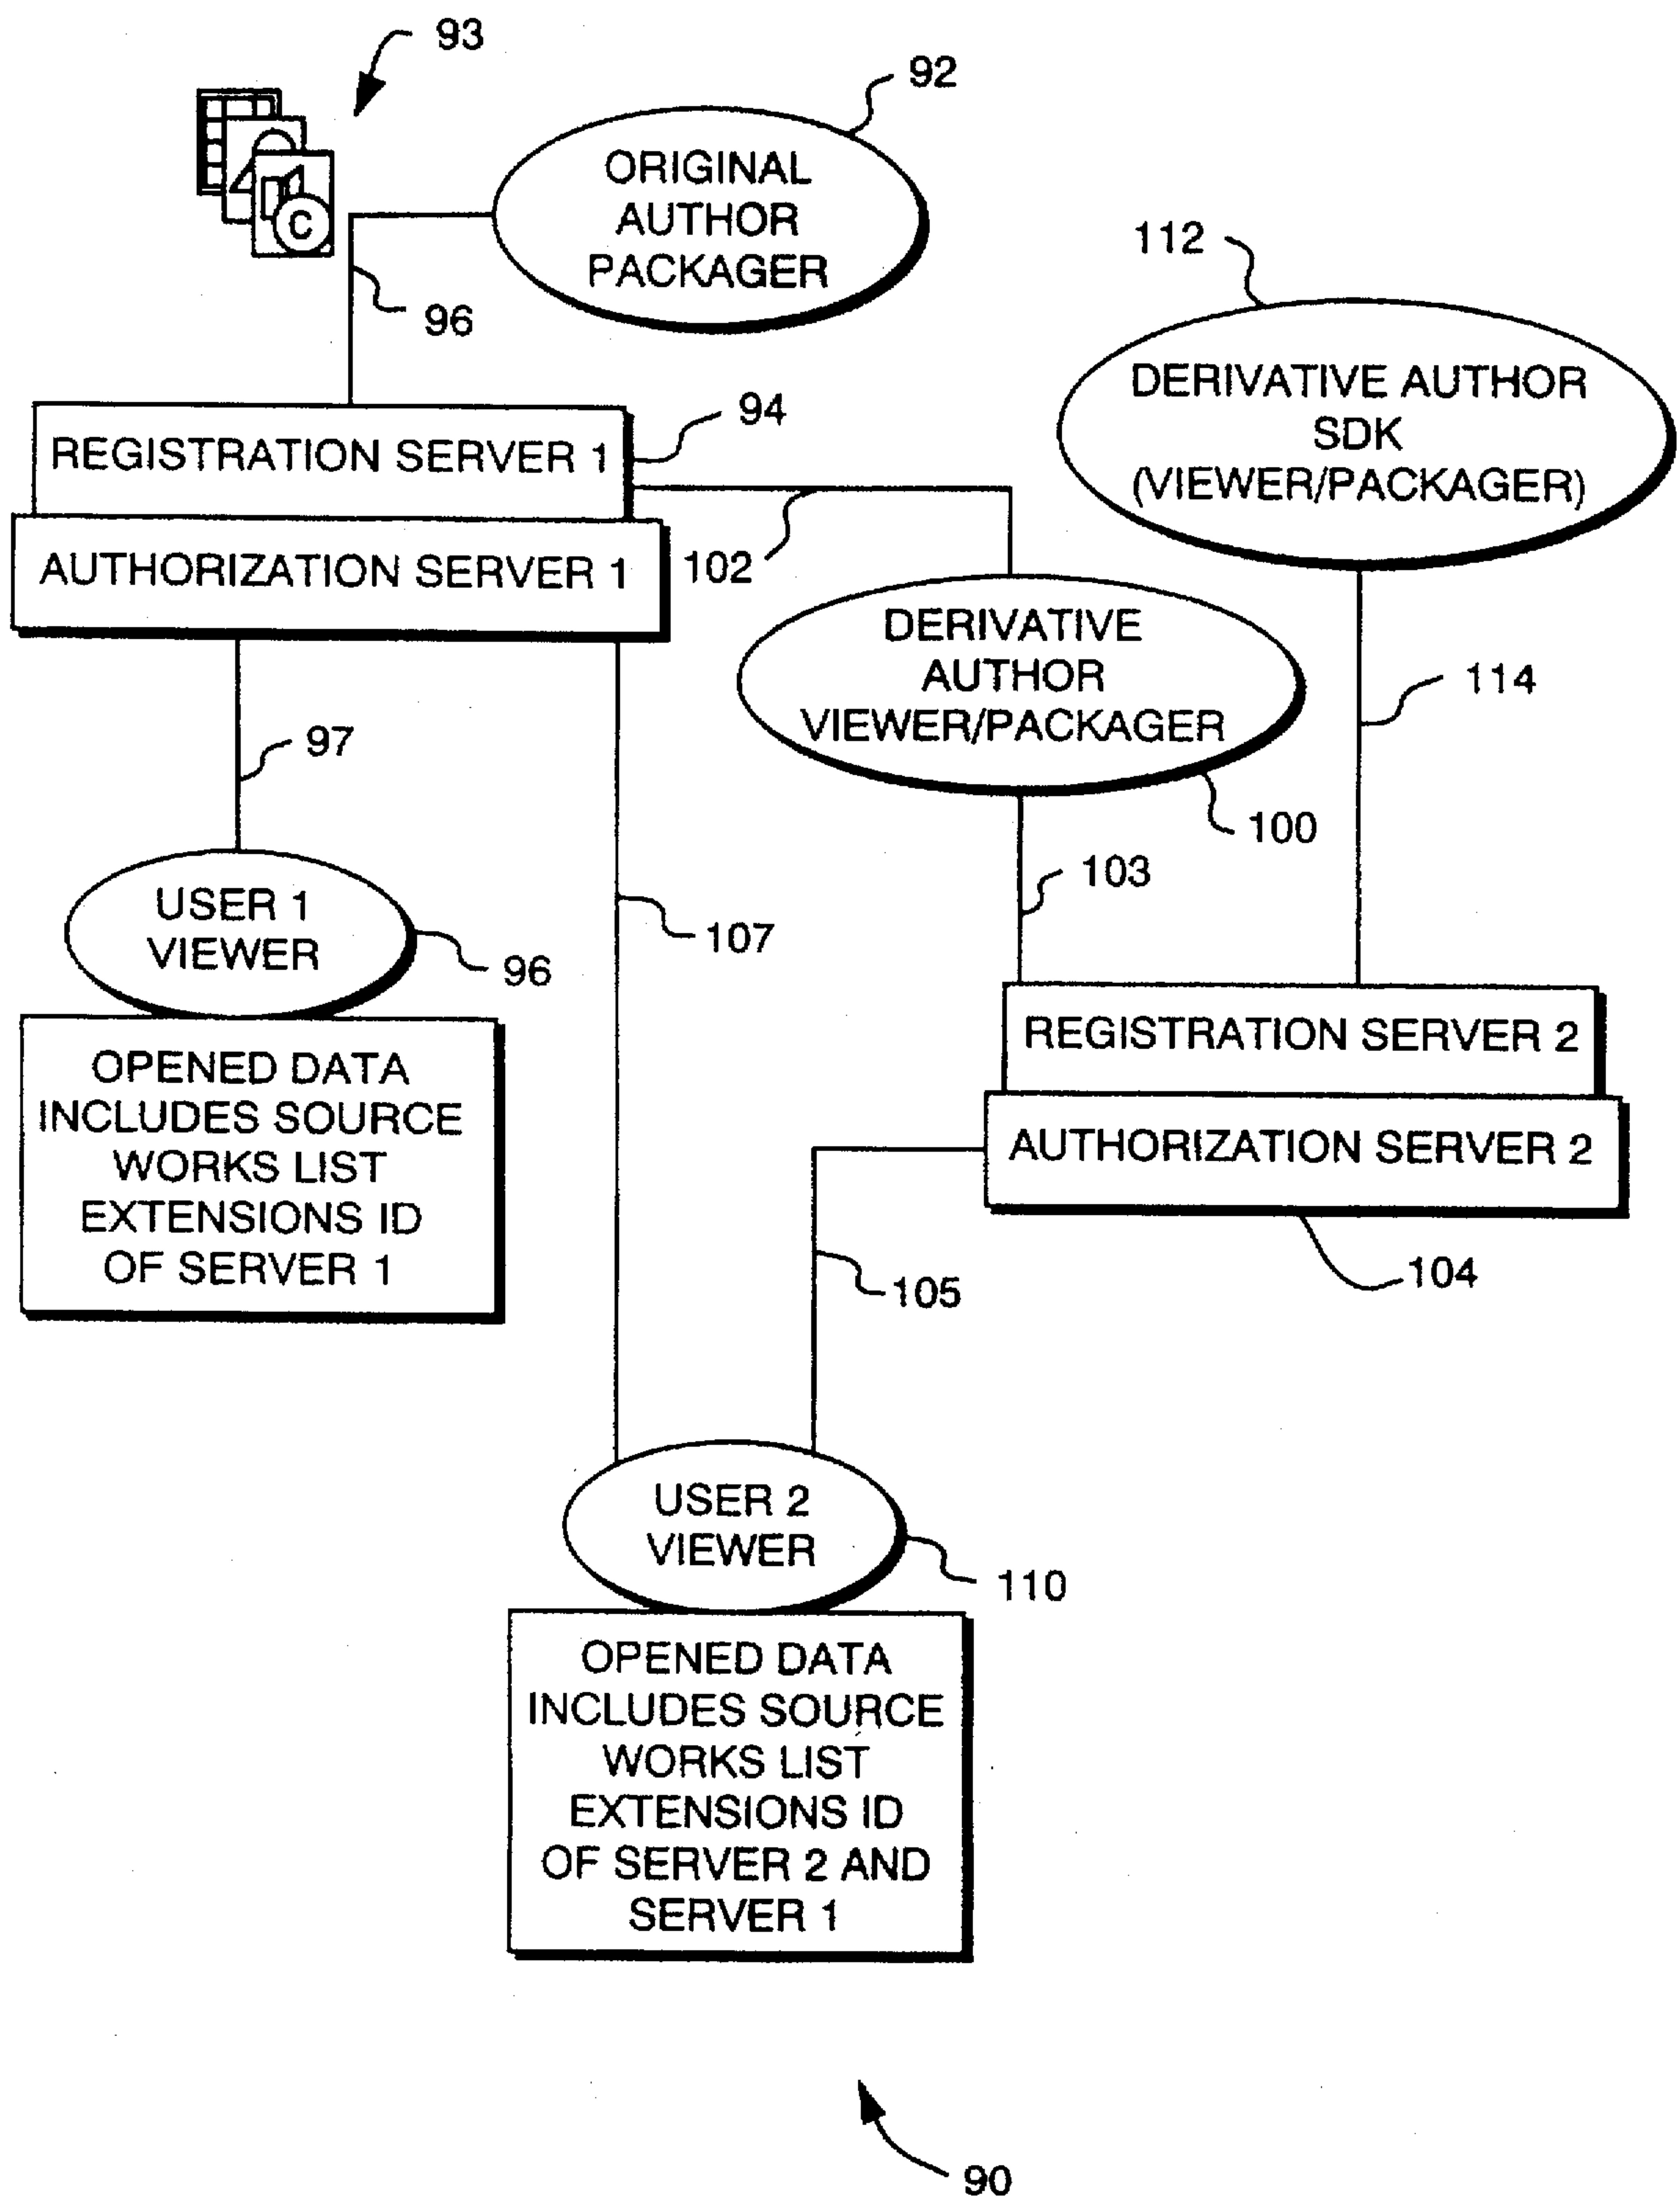 93
92
C
ORIGINAL
AUTHOR
PACKAGER
96
112
DERIVATIVE AUTHOR
SDK
(VIEWER/PACKAGER)
94
REGISTRATION SERVER 1
AUTHORIZATION SERVER 1
102
DERIVATIVE
AUTHOR
VIEWER/PACKAGER
100
114
97
103
USER 1
VIEWER
96
107
OPENED DATA
INCLUDES SOURCE
WORKS LIST
EXTENSIONS ID
OF SERVER 1
REGISTRATION SERVER 2
AUTHORIZATION SERVER 2
104
105
USER 2
VIEWER
110
OPENED DATA
INCLUDES SOURCE
WORKS LIST
EXTENSIONS ID
OF SERVER 2 AND
SERVER 1
90